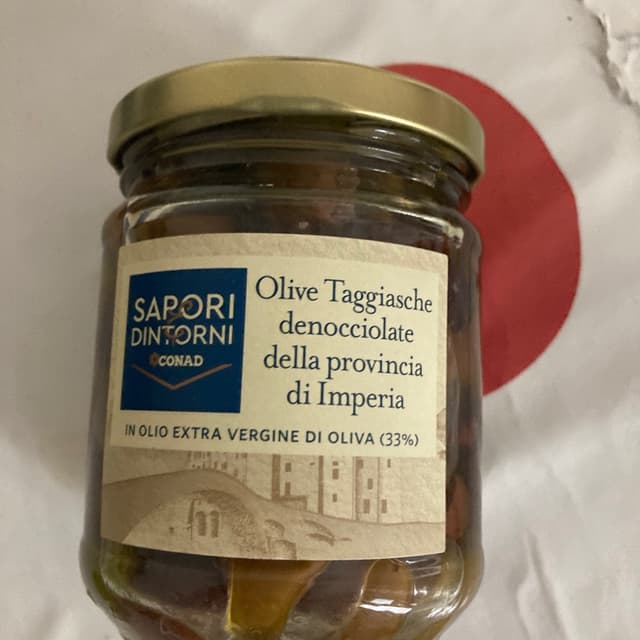 SAPORI
DINTORNI
CONAD
Olive Taggiasche
denocciolate
della provincia
di Imperia
IN OLIO EXTRA VERGINE DI OLIVA (33%)